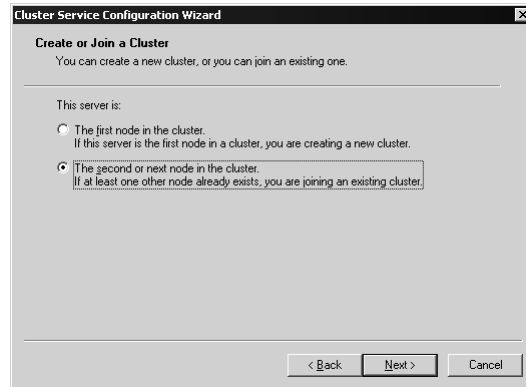 Cluster Service Configuration Wizard
Create or Join a Cluster
You can create a new cluster, or you can join an existing one.
This server is:
The first node in the cluster.
If this server is the first node in a cluster, you are creating a new cluster.
The second or next node in the cluster.
If at least one other node already exists, you are joining an existing cluster.
< Back Next > Cancel